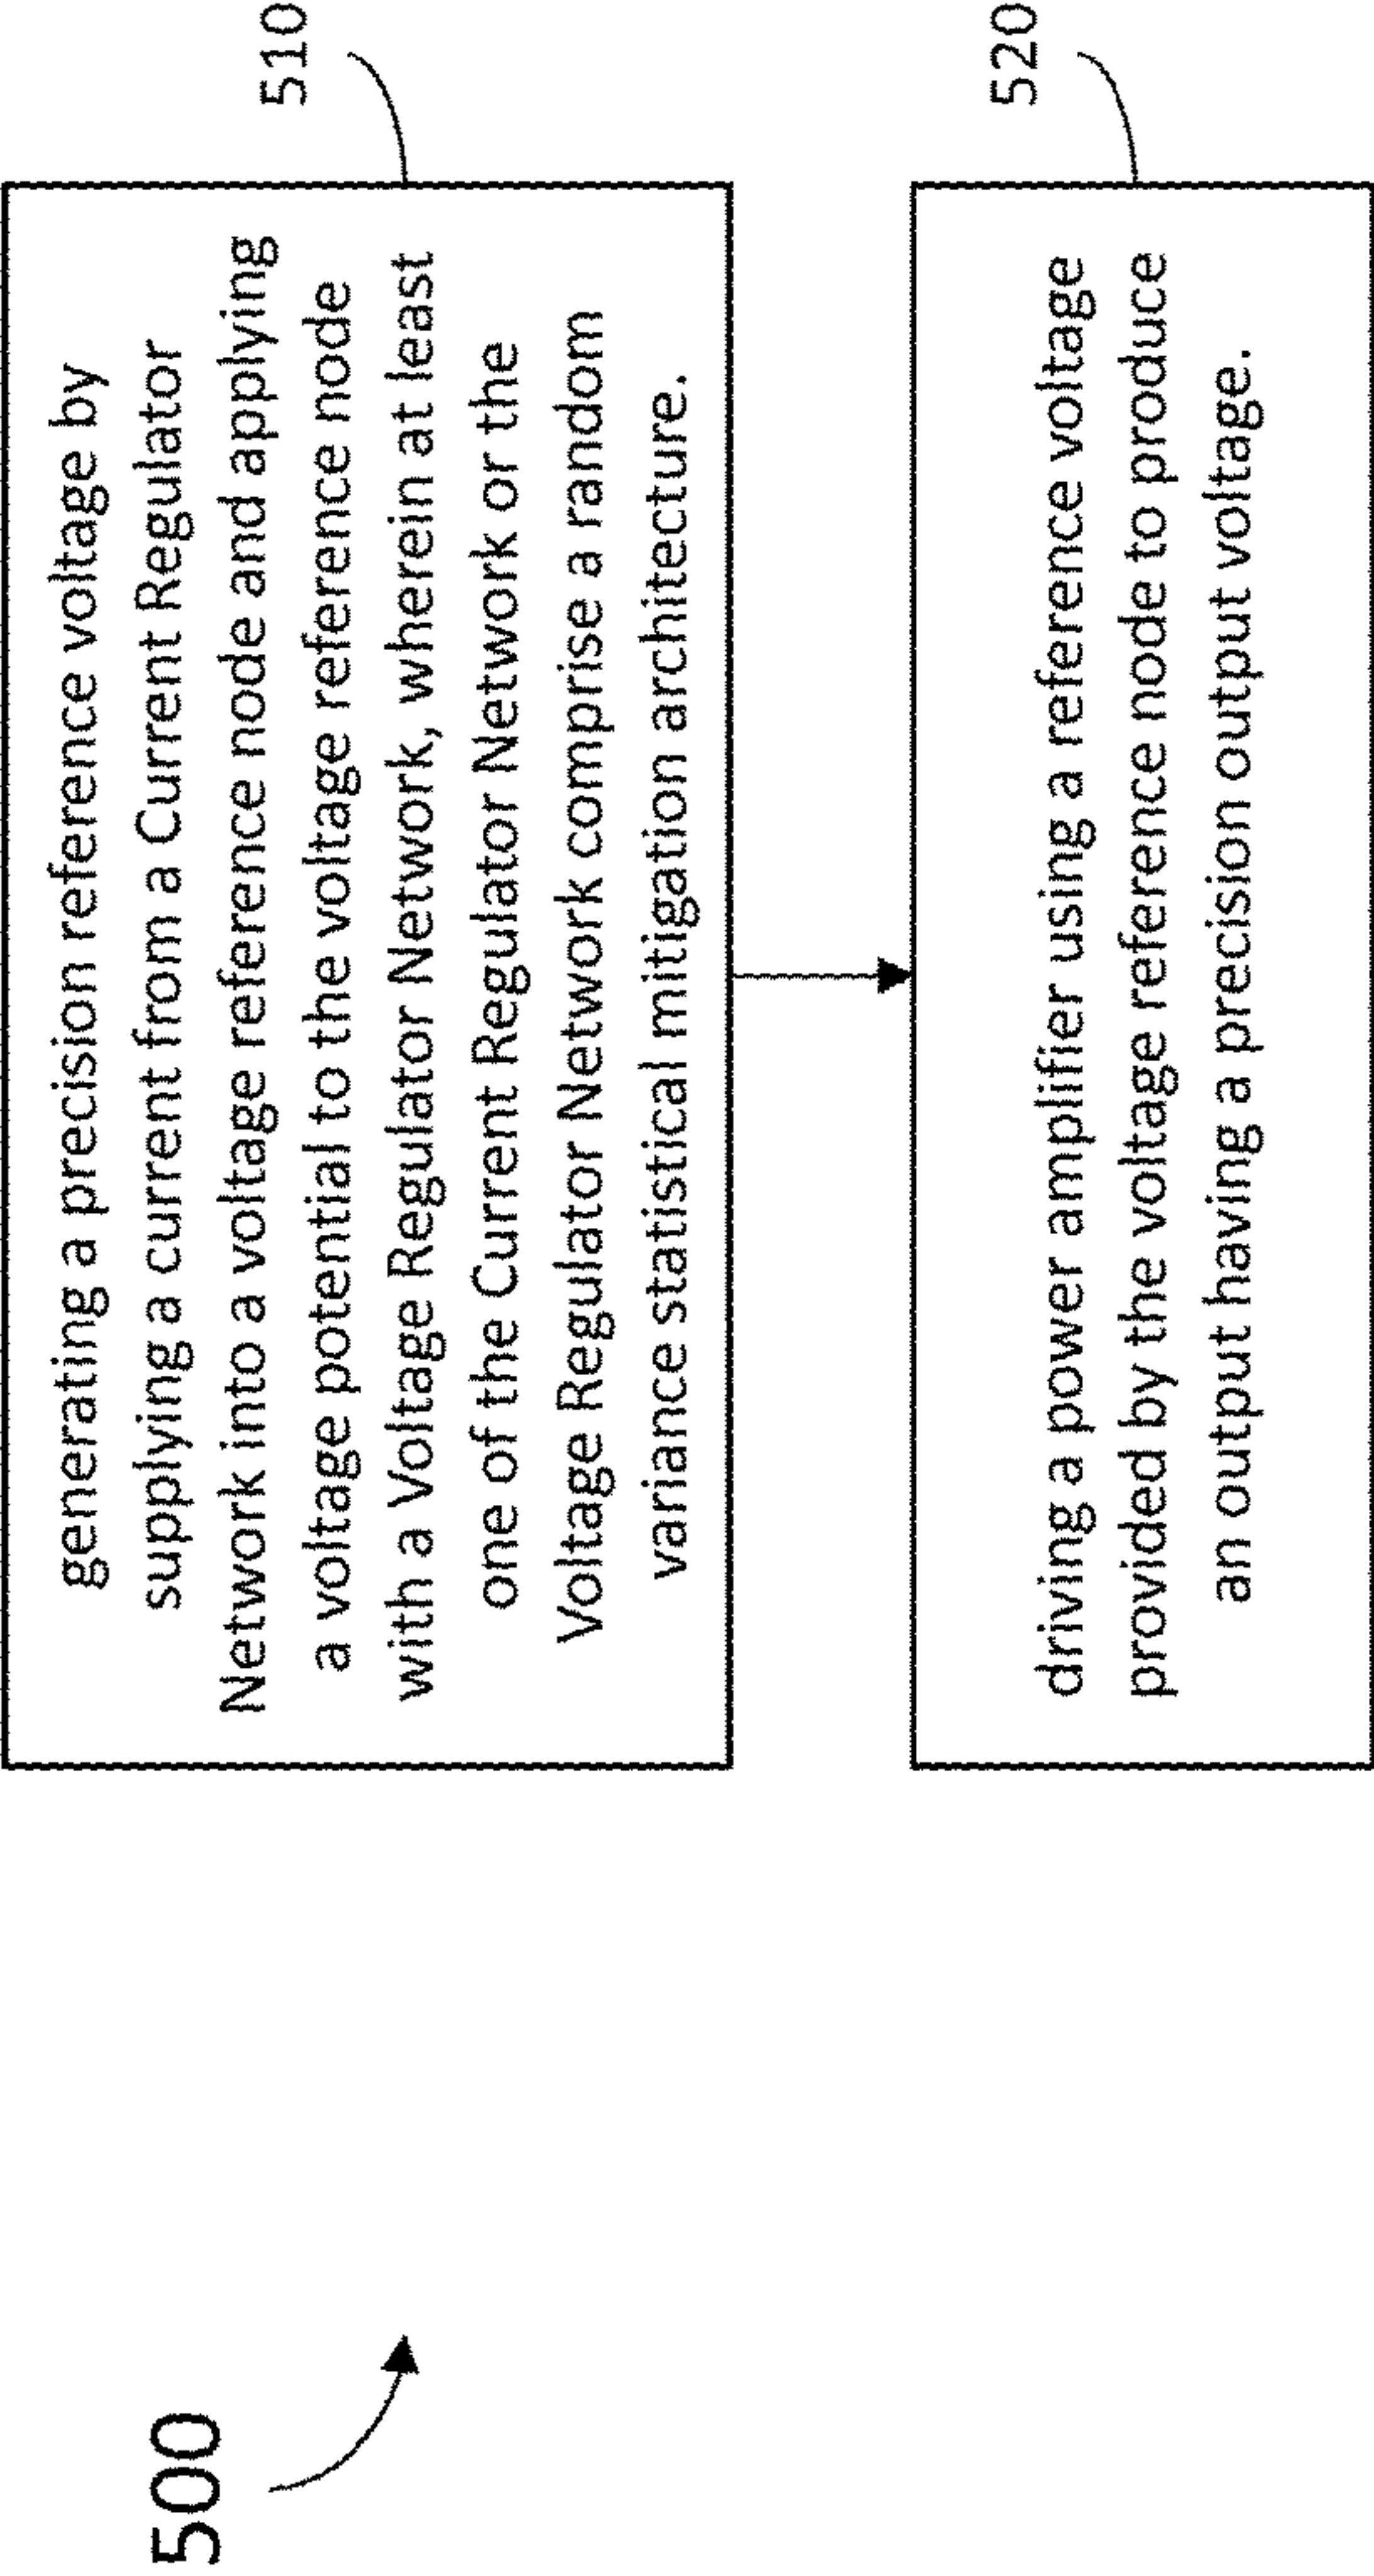 500
generating a precision reference voltage by
supplying a current from a Current Regulator
Network into a voltage reference node and applying
a voltage potential to the voltage reference node
with a Voltage Regulator Network, wherein at least
one of the Current Regulator Network or the
Voltage Regulator Network comprise a random
variance statistical mitigation architecture.
510
driving a power amplifier using a reference voltage
provided by the voltage reference node to produce
an output having a precision output voltage.
520